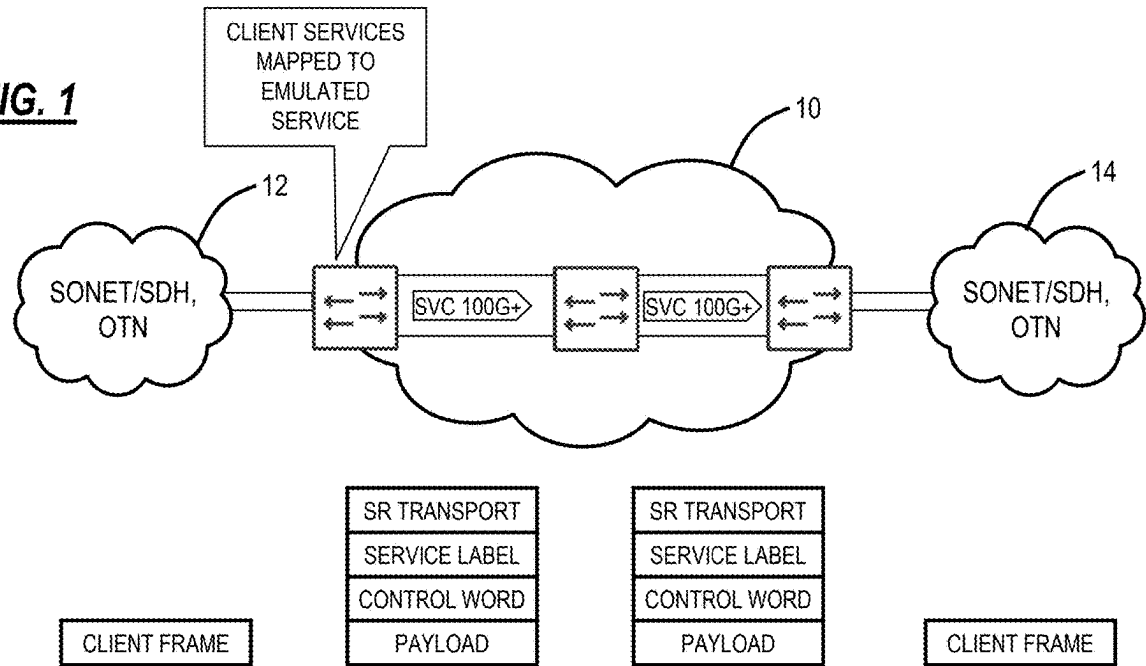 CLIENT SERVICES
MAPPED TO
EMULATED
SERVICE
IG. 1
10
12
14
SONET/SDH,
OTN
SVC 100G+
SVC 100G+
SONET/SDH,
OTN
SR TRANSPORT
SR TRANSPORT
SERVICE LABEL
SERVICE LABEL
CONTROL WORD
CONTROL WORD
CLIENT FRAME
PAYLOAD
PAYLOAD
CLIENT FRAME